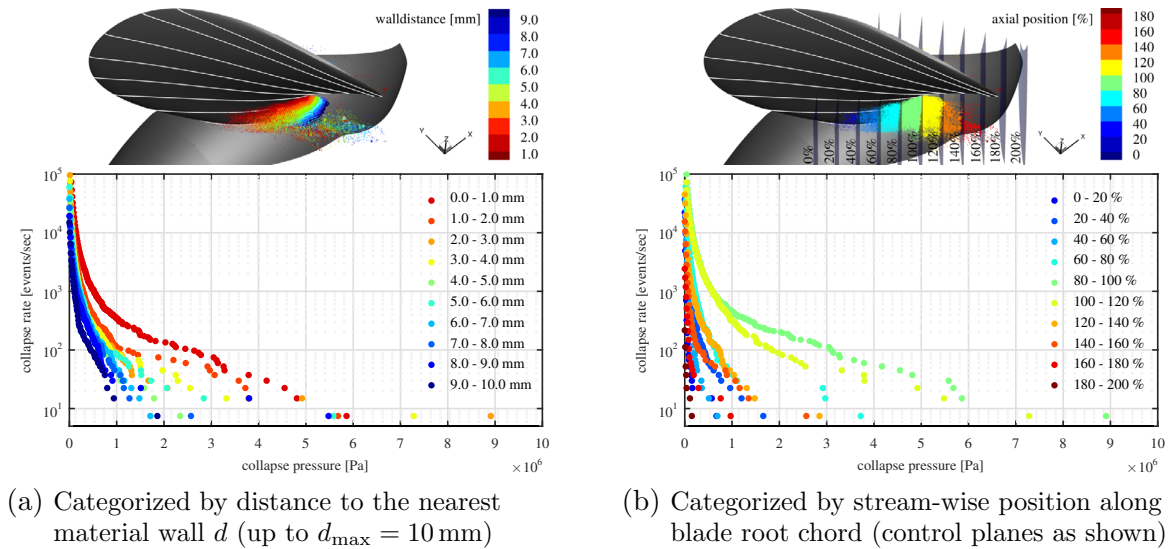 walldistance [mm]
9.0
8.0
7.0
6.0
5.0
4.0
3.0
2.0
1.0
Y
Z
X
10^5
10^4
10^3
10^2
10^1
collapse rate [events/sec]
0.0 - 1.0 mm
1.0 - 2.0 mm
2.0 - 3.0 mm
3.0 - 4.0 mm
4.0 - 5.0 mm
5.0 - 6.0 mm
6.0 - 7.0 mm
7.0 - 8.0 mm
8.0 - 9.0 mm
9.0 - 10.0 mm
0 1 2 3 4 5 6 7 8 9 10
collapse pressure [Pa]
× 10^6
(a) Categorized by distance to the nearest
material wall d (up to d_max = 10 mm)
axial position [%]
180
160
140
120
100
80
60
40
20
0
0% 20% 40% 60% 80% 100% 120% 140% 160% 180% 200%
Y
Z
X
10^5
10^4
10^3
10^2
10^1
collapse rate [events/sec]
0 - 20 %
20 - 40 %
40 - 60 %
60 - 80 %
80 - 100 %
100 - 120 %
120 - 140 %
140 - 160 %
160 - 180 %
180 - 200 %
0 1 2 3 4 5 6 7 8 9 10
collapse pressure [Pa]
× 10^6
(b) Categorized by stream-wise position along
blade root chord (control planes as shown)